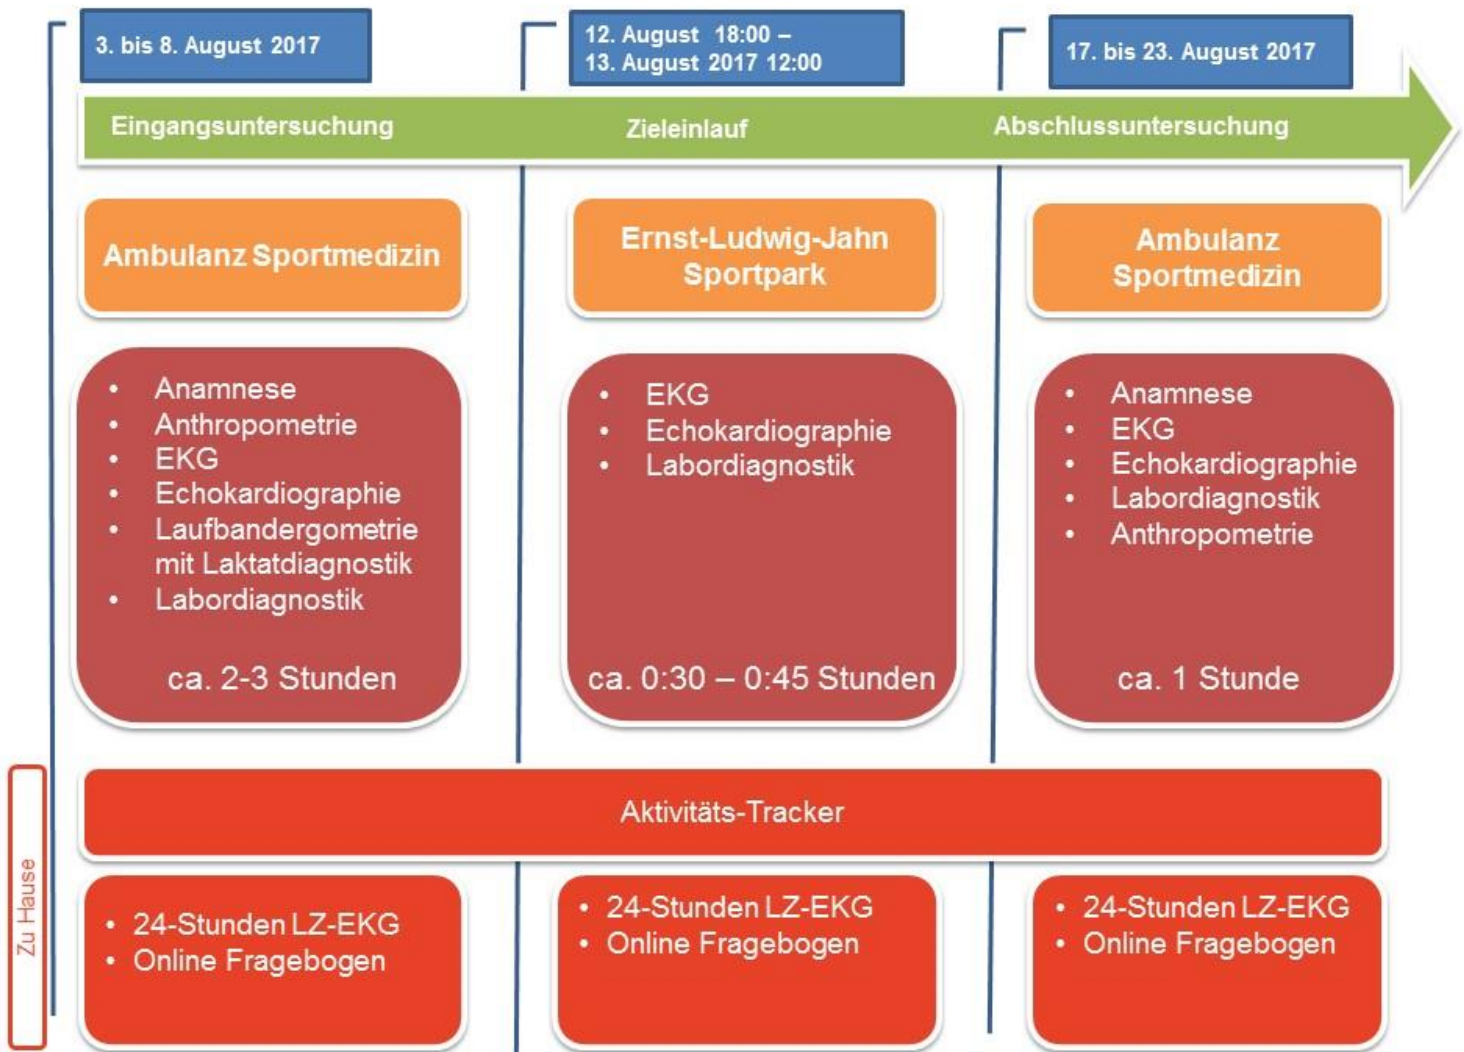 3. bis 8. August 2017
12. August  18:00 –
13. August 2017 12:00
17. bis 23. August 2017
Eingangsuntersuchung
Zieleinlauf
Abschlussuntersuchung
Ambulanz Sportmedizin
Ernst-Ludwig-Jahn
Sportpark
Ambulanz
Sportmedizin
• Anamnese
• Anthropometrie
• EKG
• Echokardiographie
• Laufbandergometrie
mit Laktatdiagnostik
• Labordiagnostik
ca. 2-3 Stunden
• EKG
• Echokardiographie
• Labordiagnostik
ca. 0:30 – 0:45 Stunden
• Anamnese
• EKG
• Echokardiographie
• Labordiagnostik
• Anthropometrie
ca. 1 Stunde
Zu Hause
Aktivitäts-Tracker
• 24-Stunden LZ-EKG
• Online Fragebogen
• 24-Stunden LZ-EKG
• Online Fragebogen
• 24-Stunden LZ-EKG
• Online Fragebogen